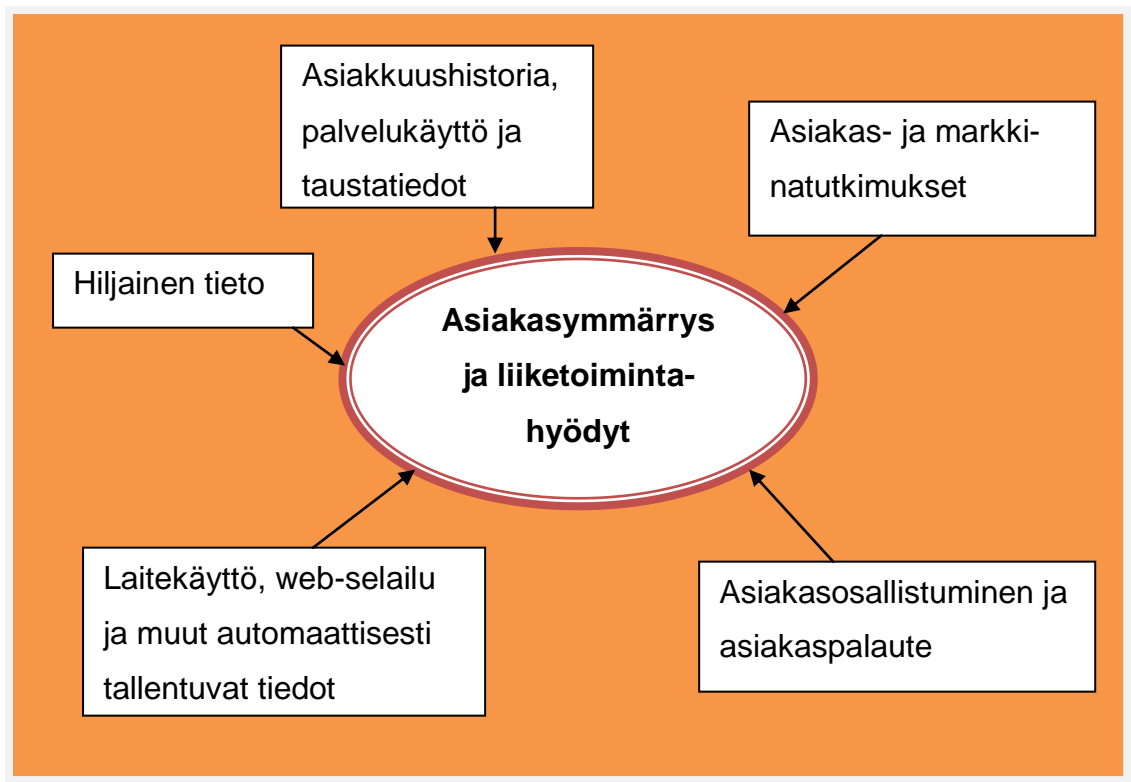 Asiakkuushistoria,
palvelukäyttö ja
taustatiedot
Asiakas- ja markki-
natutkimukset
Hiljainen tieto
Asiakasymmärrys
ja liiketoiminta-
hyödyt
Laitekäyttö, web-selailu
ja muut automaattisesti
tallentuvat tiedot
Asiakasosallistuminen ja
asiakaspalaute